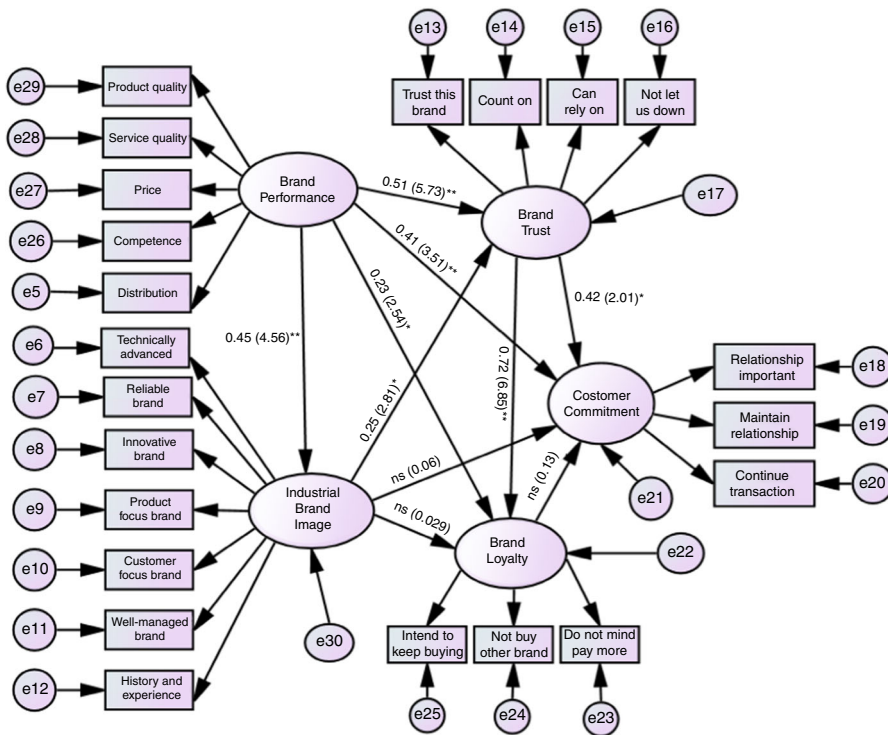 e13
e14
e15
e16
Trust this
brand
Count on
Can
rely on
Not let
us down
e29
Product quality
e28
Service quality
e27
Price
e26
Competence
e5
Distribution
Brand
Performance
0.51 (5.73)**
Brand
Trust
e17
0.41 (3.51)**
0.23 (2.54)*
0.42 (2.01)*
0.45 (4.56)**
0.25 (2.81)*
0.72 (6.85)**
e6
Technically
advanced
e7
Reliable
brand
e8
Innovative
brand
e9
Product
focus brand
e10
Customer
focus brand
e11
Well-managed
brand
e12
History and
experience
Costomer
Commitment
Relationship
important
e18
Maintain
relationship
e19
Continue
transaction
e20
e21
ns (0.06)
ns (0.13)
ns (0.029)
Industrial
Brand
Image
Brand
Loyalty
e22
e30
Intend to
keep buying
Not buy
other brand
Do not mind
pay more
e25
e24
e23